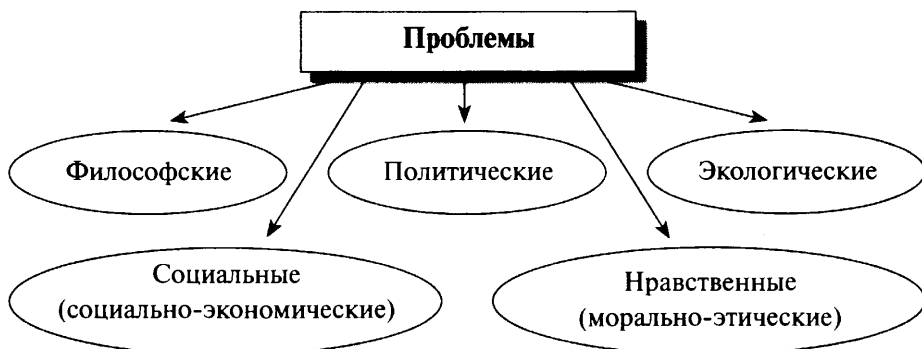 Проблемы
Философские
Политические
Экологические
Социальные
(социально-экономические)
Нравственные
(морально-этические)